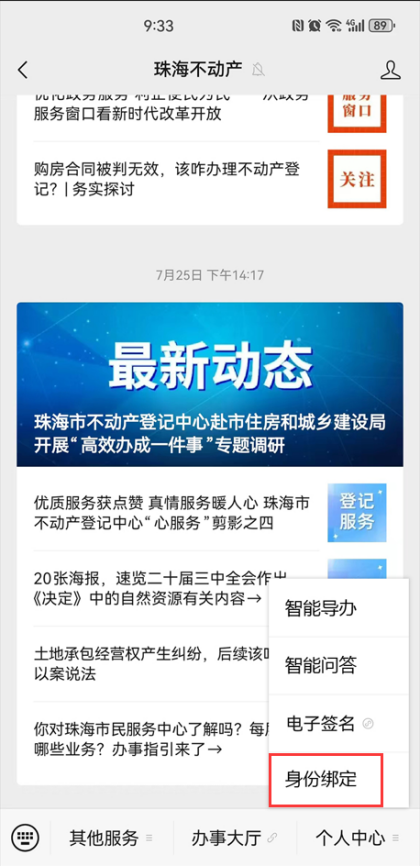 9:33
4G
89
珠海不动产
服务窗口看新时代改革开放
窗口
购房合同被判无效，该咋办理不动产登
记？| 务实探讨
关注
7月25日 下午14:17
最新动态
珠海市不动产登记中心赴市住房和城乡建设局
开展“高效办成一件事”专题调研
优质服务获点赞 真情服务暖人心 珠海市
不动产登记中心“心服务”剪影之四
登记
服务
20张海报，速览二十届三中全会作出
《决定》中的自然资源有关内容→
土地承包经营权产生纠纷，后续该
以案说法
你对珠海市民服务中心了解吗？每
哪些业务？办事指引来了→
智能导办
智能问答
电子签名
身份绑定
其他服务
办事大厅
个人中心